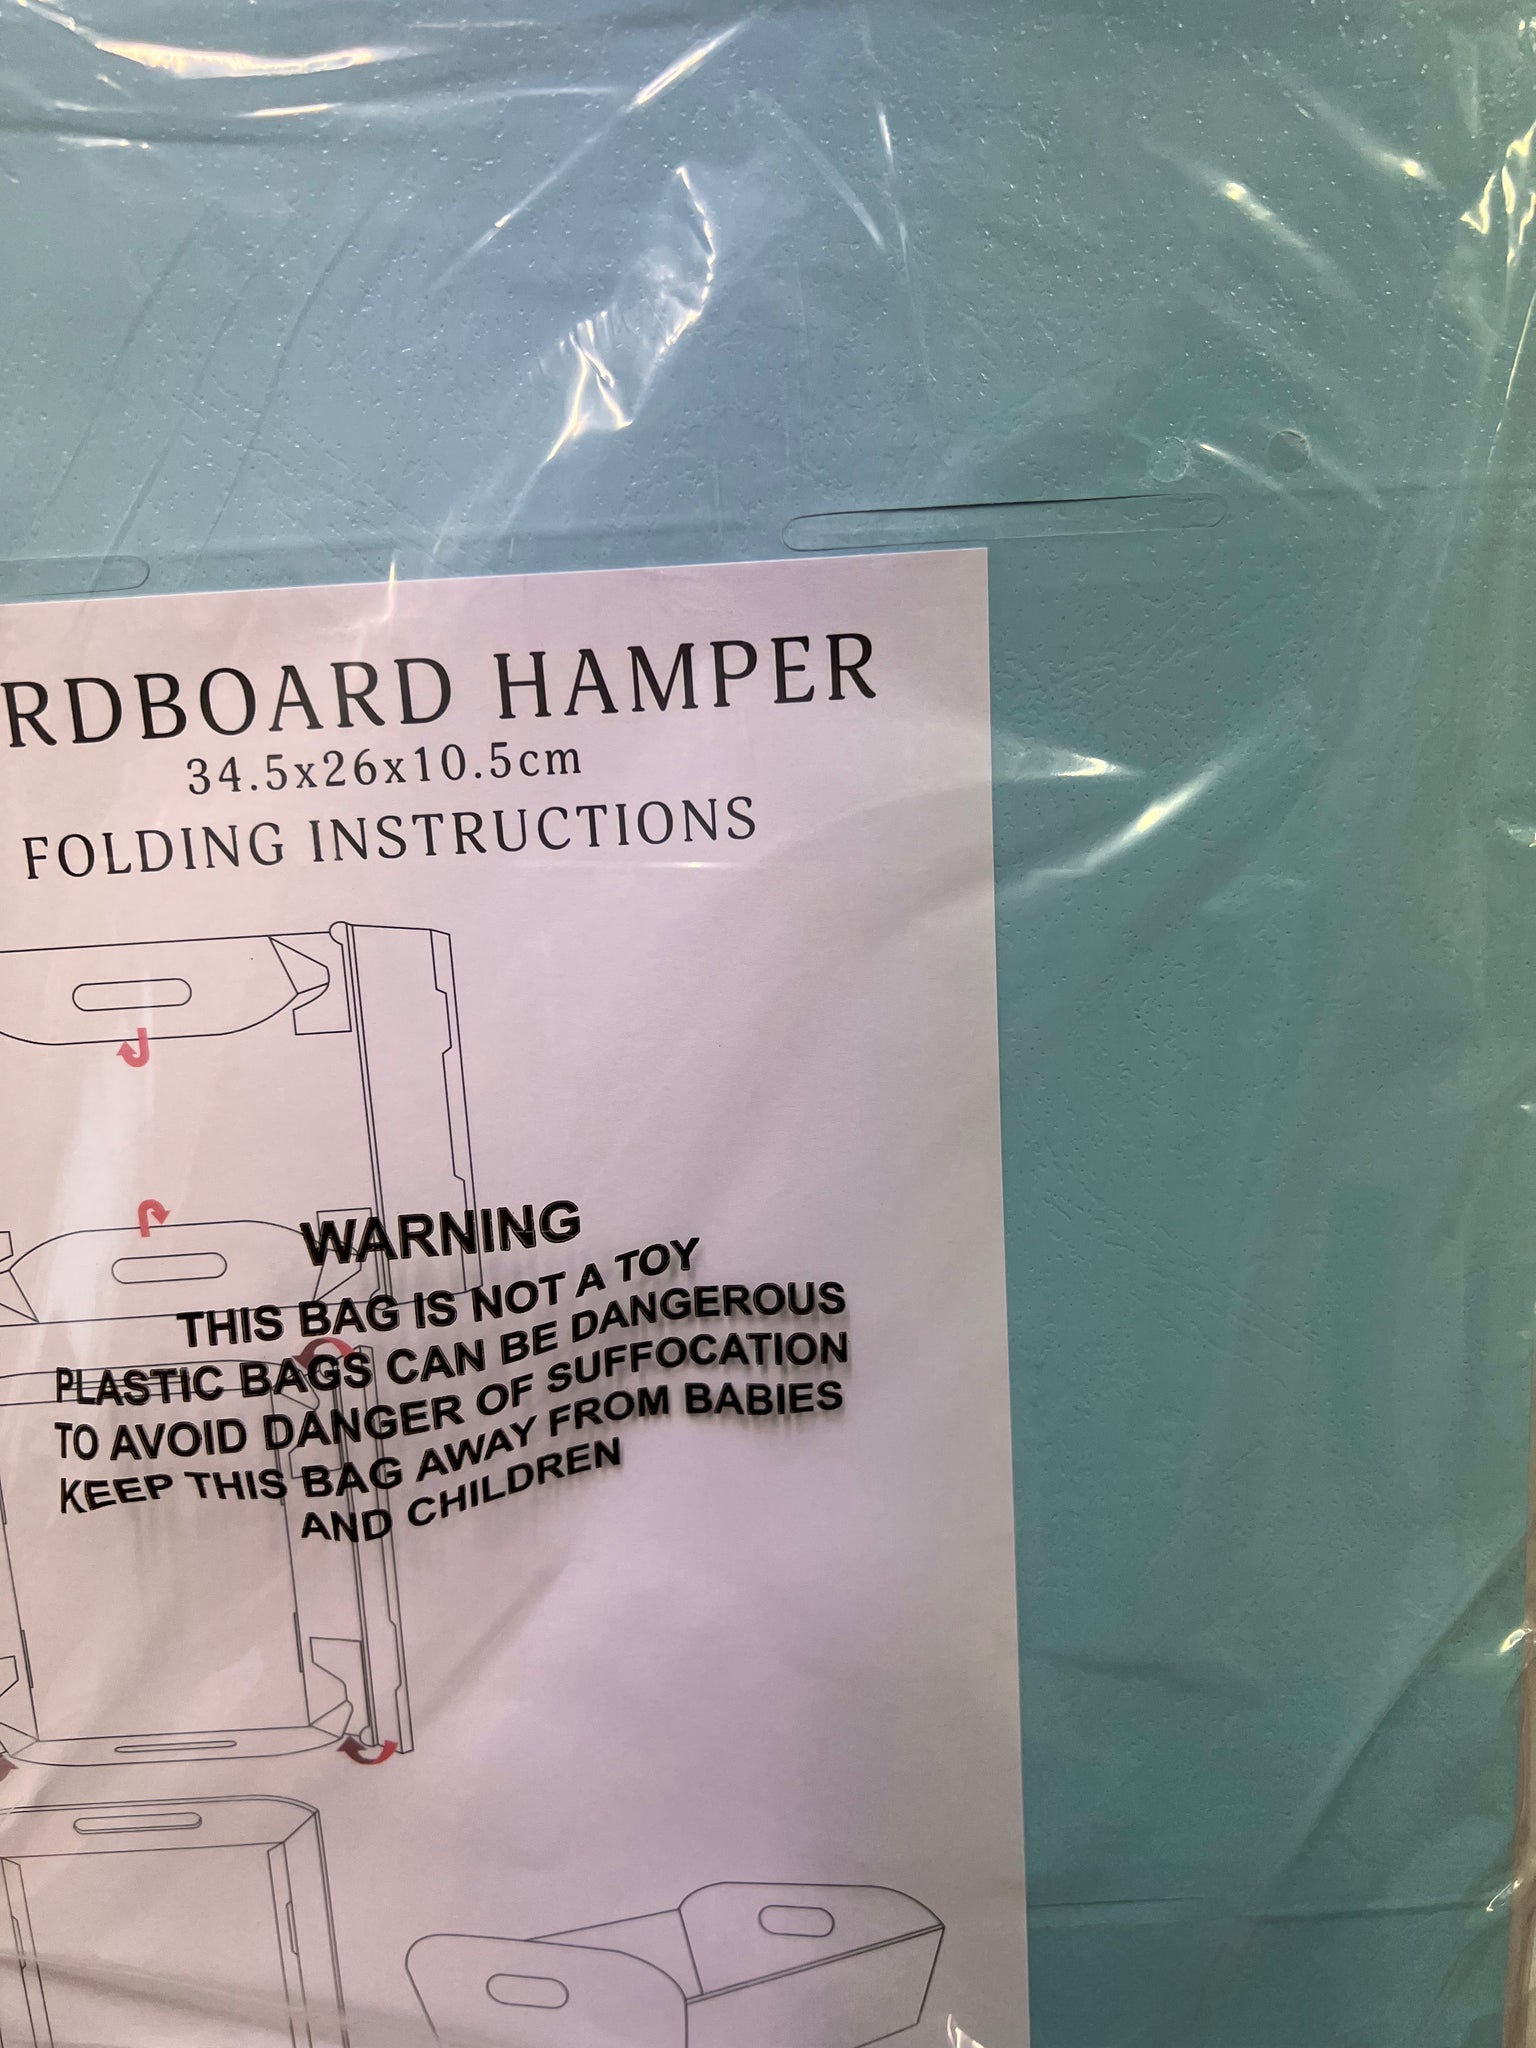 RDBOARD HAMPER
34.5x26x10.5cm
FOLDING INSTRUCTIONS
WARNING
THIS BAG IS NOT A TOY
PLASTIC BAGS CAN BE DANGEROUS
TO AVOID DANGER OF SUFFOCATION
KEEP THIS BAG AWAY FROM BABIES
AND CHILDREN